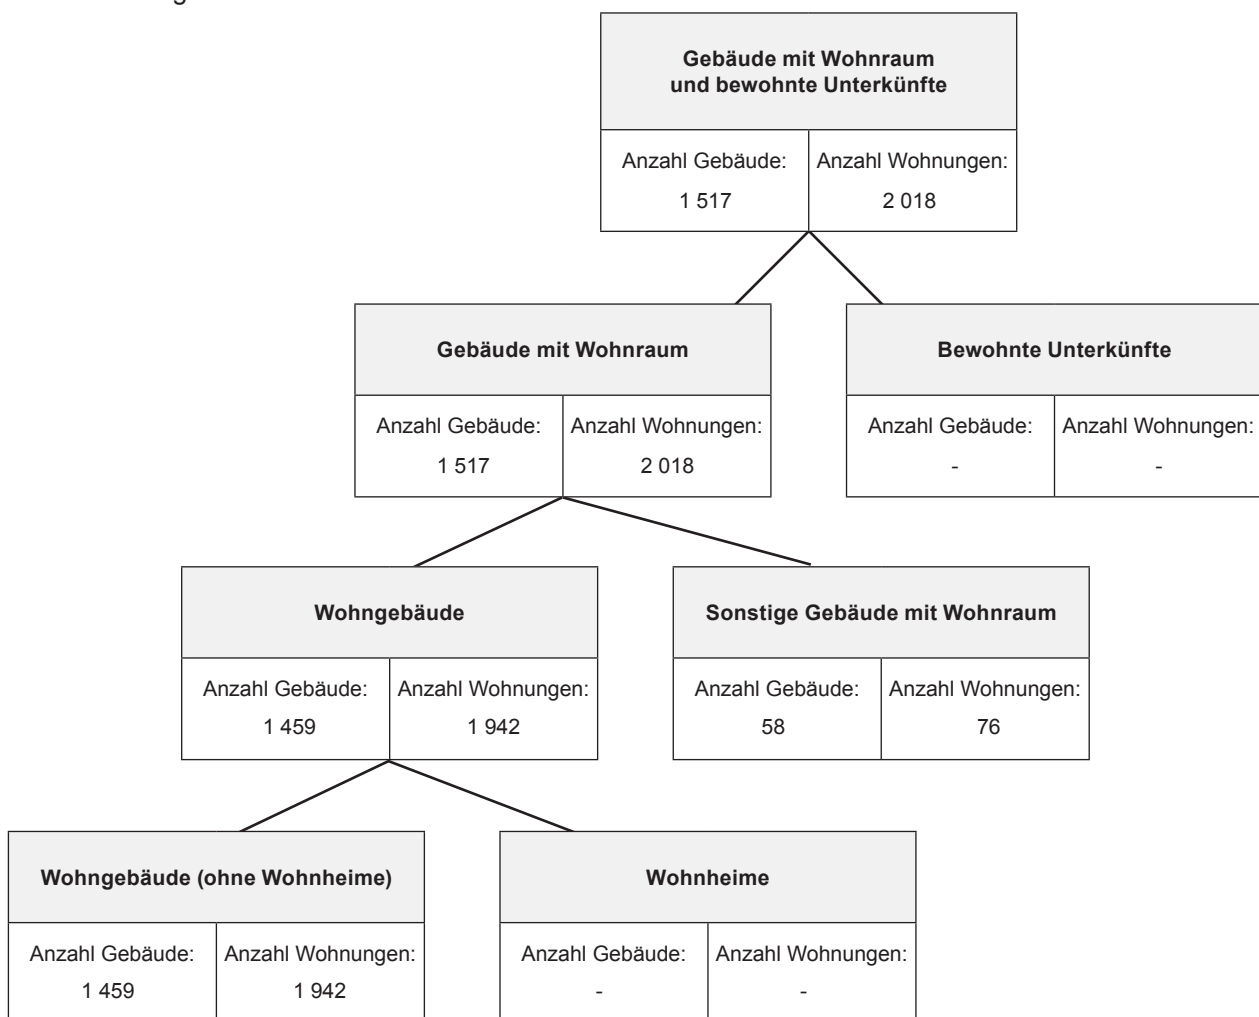 Gebäude mit Wohnraum
und bewohnte Unterkünfte
Anzahl Gebäude: Anzahl Wohnungen:
1 517 2 018
Gebäude mit Wohnraum Bewohnte Unterkünfte
Anzahl Gebäude: Anzahl Wohnungen: Anzahl Gebäude: Anzahl Wohnungen:
1 517 2 018 - -
Wohngebäude Sonstige Gebäude mit Wohnraum
Anzahl Gebäude: Anzahl Wohnungen: Anzahl Gebäude: Anzahl Wohnungen:
1 459 1 942 58 76
Wohngebäude (ohne Wohnheime) Wohnheime
Anzahl Gebäude: Anzahl Wohnungen: Anzahl Gebäude: Anzahl Wohnungen:
1 459 1 942 - -